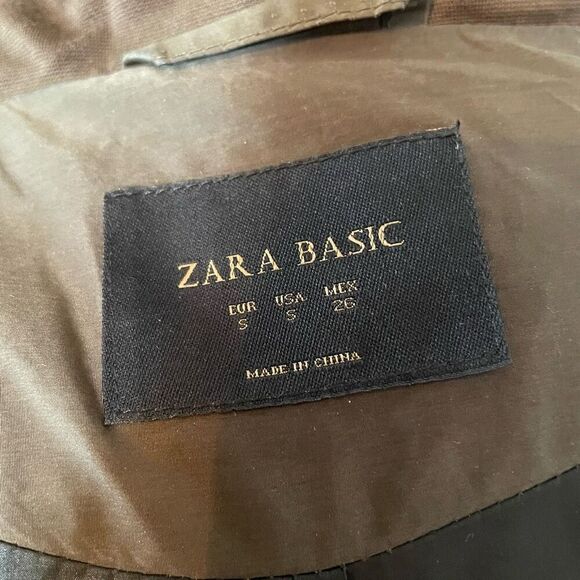 ZARA BASIC
EUR USA MEX
S S 26
MADE IN CHINA